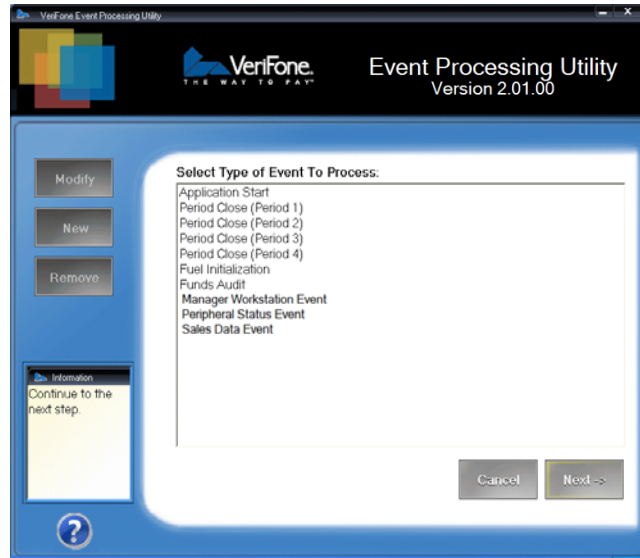 VeriFone Event Processing Utility
VeriFone.
THE WAY TO PAY™
Event Processing Utility
Version 2.01.00
Modify
New
Remove
Select Type of Event To Process:
Application Start
Period Close (Period 1)
Period Close (Period 2)
Period Close (Period 3)
Period Close (Period 4)
Fuel Initialization
Funds Audit
Manager Workstation Event
Peripheral Status Event
Sales Data Event
Information
Continue to the
next step.
Cancel
Next ->
?